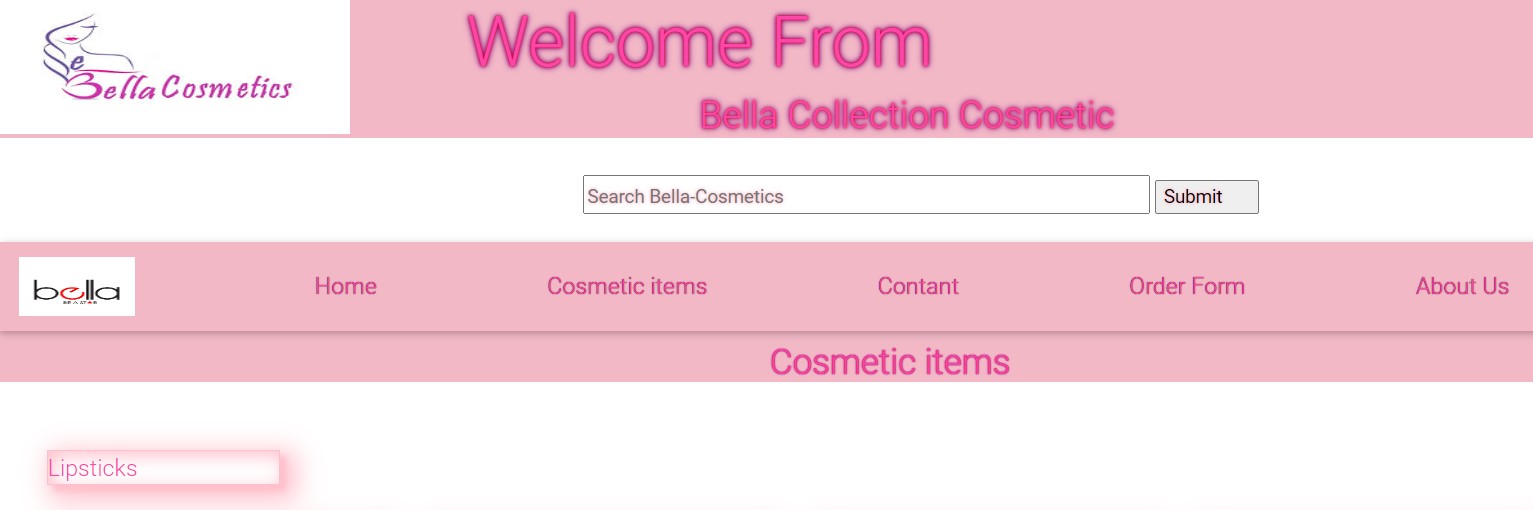 Bella Cosmetics
Welcome From
Bella Collection Cosmetic
Search Bella-Cosmetics Submit
bella
Home Cosmetic items Contant Order Form About Us
Cosmetic items
Lipsticks